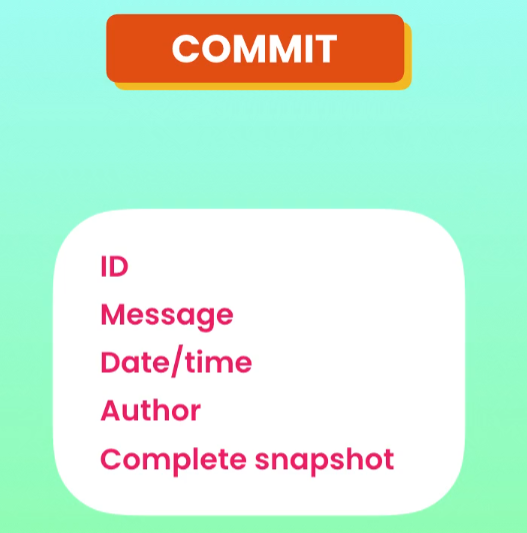 COMMIT
ID
Message
Date/time
Author
Complete snapshot